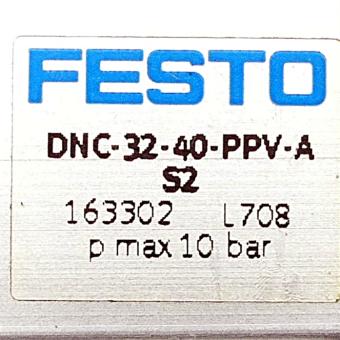 FESTO
DNC-32-40-PPV-A
S2
163302 L708
p max 10 bar